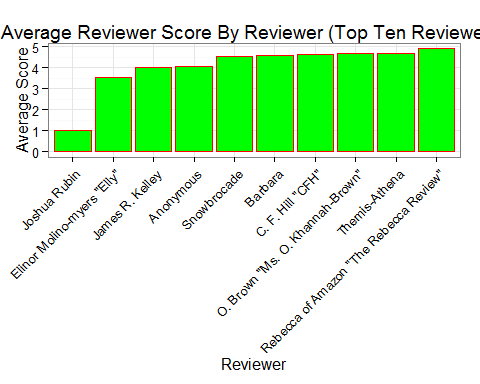 Average Reviewer Score By Reviewer (Top Ten Reviewe
Average Score
5
4
3
2
1
0
Joshua Rubin
Elinor Molino-myers "Elly"
James R. Kelley
Anonymous
Snowbrocade
Barbara
C. F. Hill "CFH"
O. Brown "Ms. O. Khannah-Brown"
Themis-Athena
Rebecca of Amazon "The Rebecca Review"
Reviewer